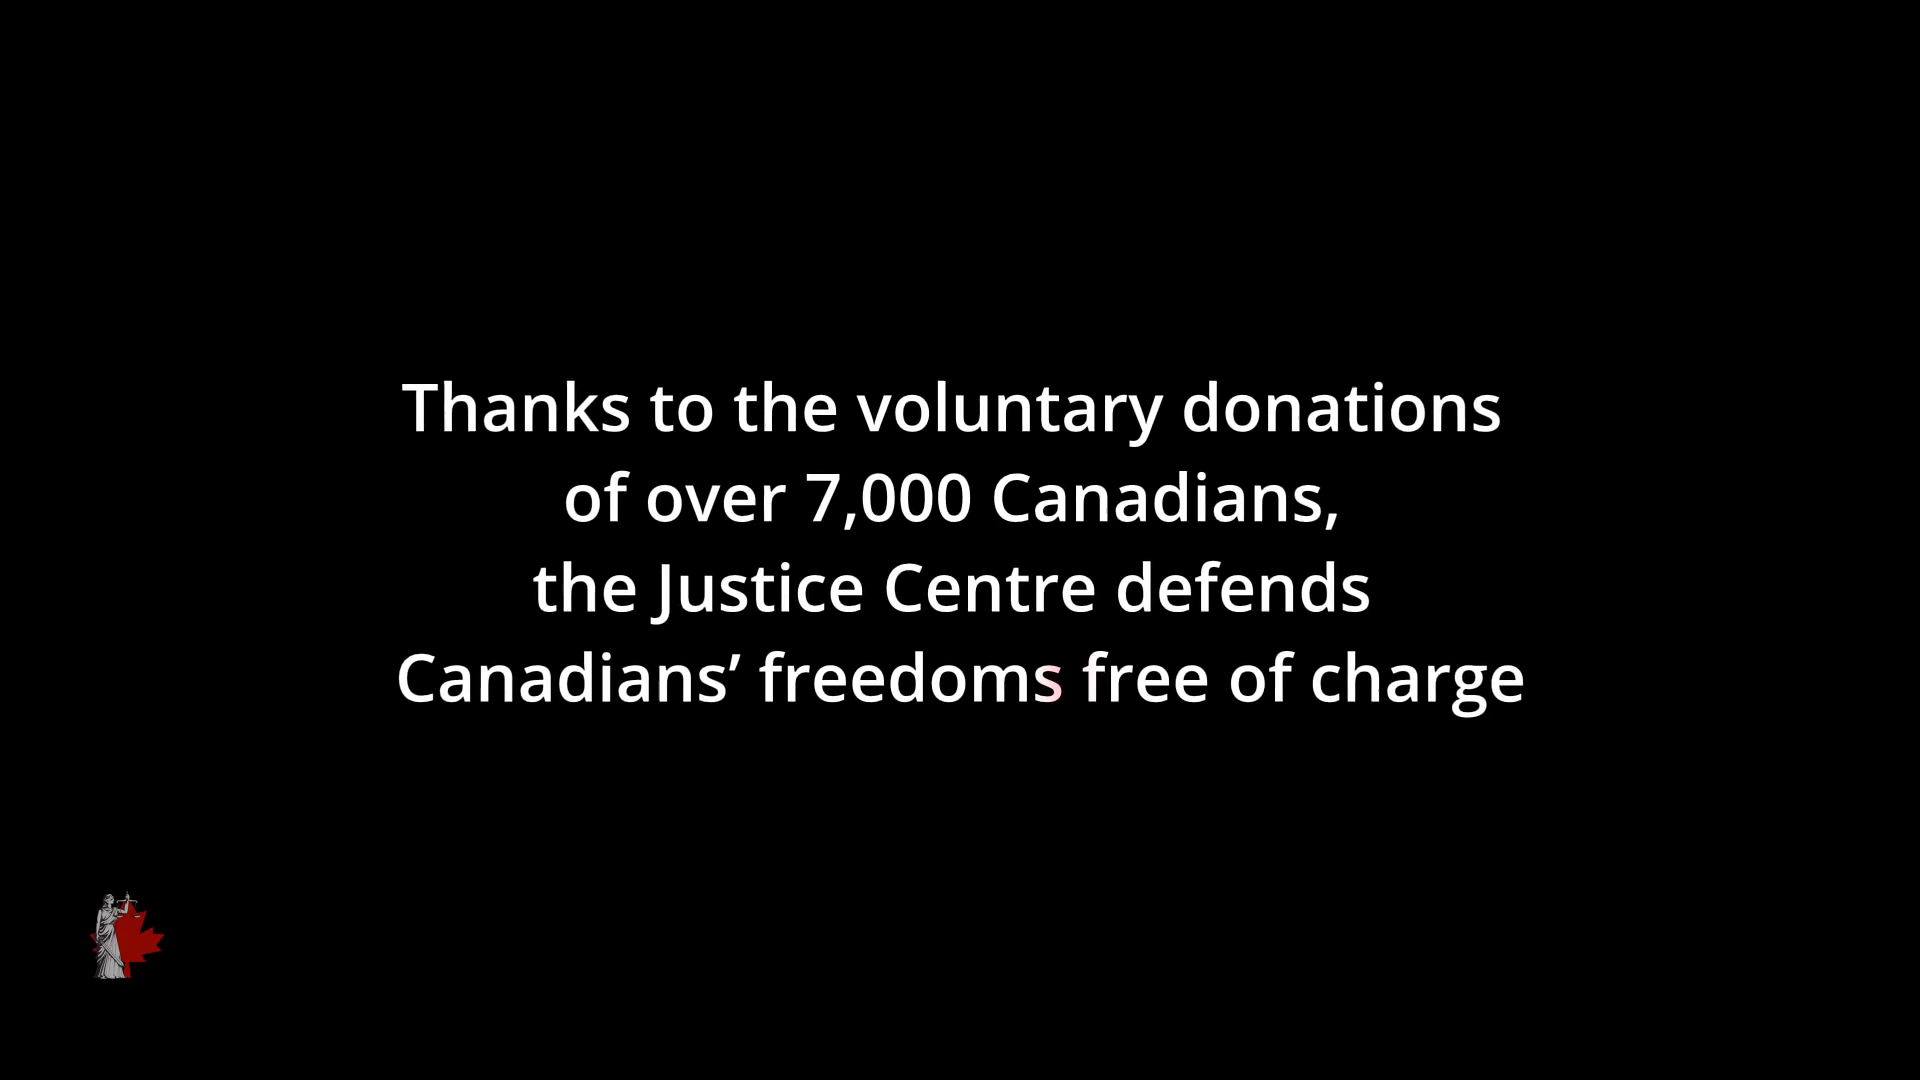 Thanks to the voluntary donations
of over 7,000 Canadians,
the Justice Centre defends
Canadians’ freedoms free of charge